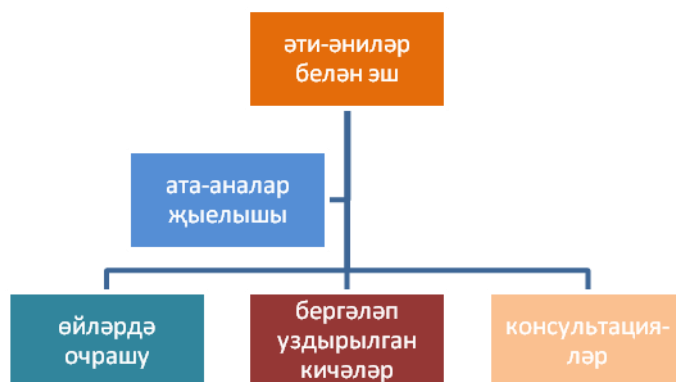 әти-әниләр
белән эш
ата-аналар
җыелышы
өйләрдә
очрашу
бергәләп
уздырылган
кичәләр
консультация-
ләр